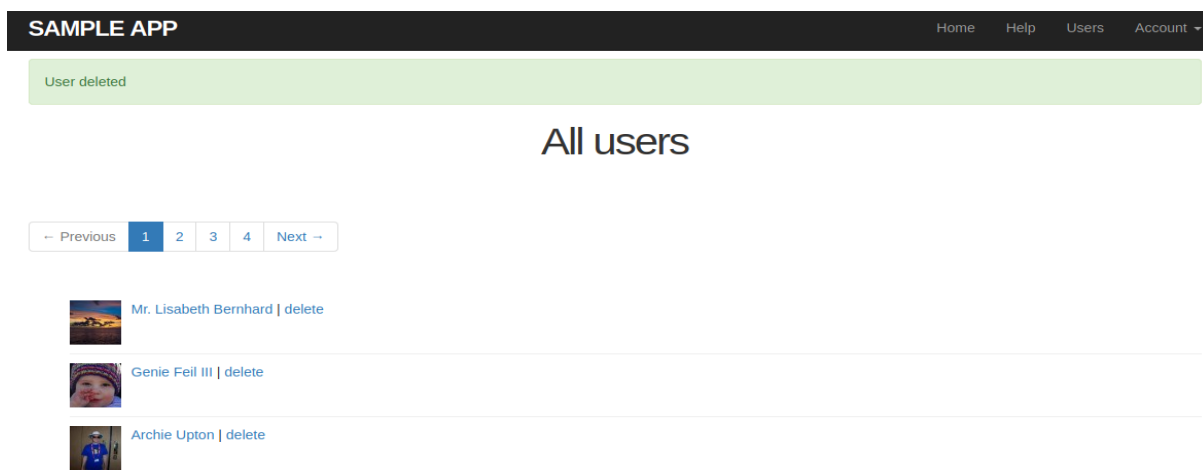 SAMPLE APP Home Help Users Account
User deleted
All users
← Previous 1 2 3 4 Next →
Mr. Lisabeth Bernhard | delete
Genie Feil III | delete
Archie Upton | delete